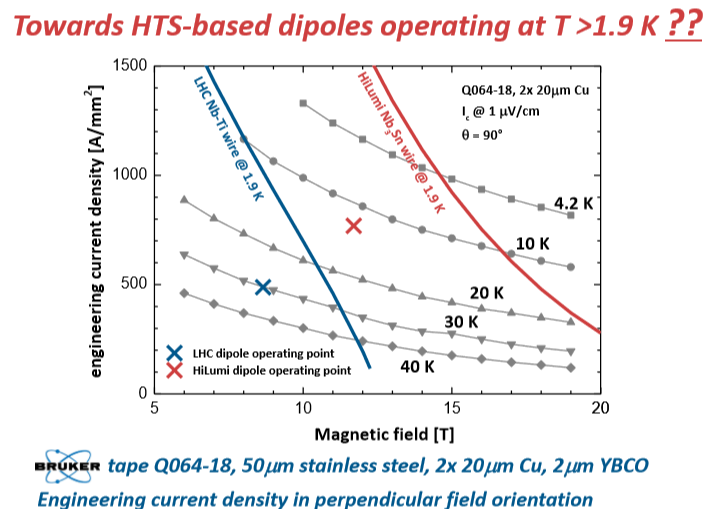 Towards HTS-based dipoles operating at T >1.9 K ??
1500
1000
500
0
engineering current density [A/mm²]
LHC Nb-Ti wire @ 1.9 K
HiLumi Nb₃Sn wire @ 1.9 K
Q064-18, 2x 20µm Cu
I_c @ 1 µV/cm
θ = 90°
4.2 K
10 K
20 K
30 K
40 K
LHC dipole operating point
HiLumi dipole operating point
5
10
15
20
Magnetic field [T]
BRUKER tape Q064-18, 50µm stainless steel, 2x 20µm Cu, 2µm YBCO
Engineering current density in perpendicular field orientation